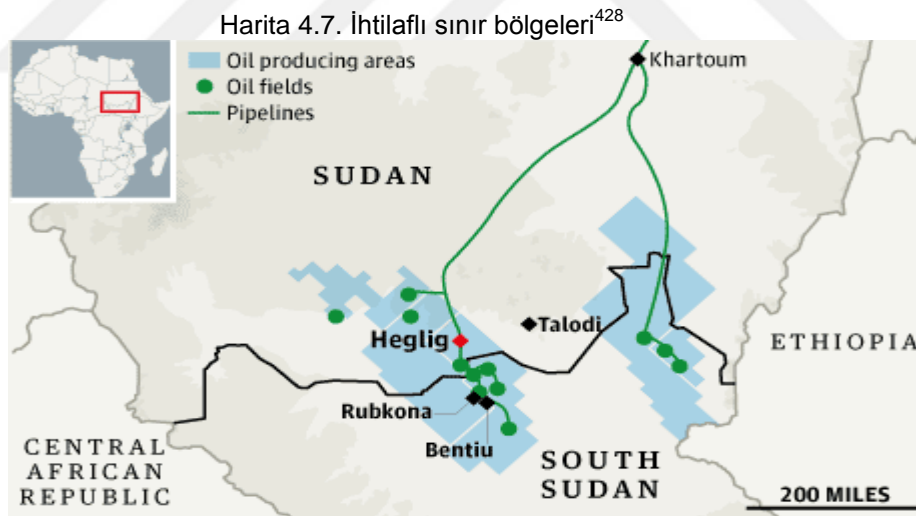 Harita 4.7. İhtilaflı sınır bölgeleri428
Oil producing areas
Oil fields
Pipelines
Khartoum
SUDAN
Talodi
Heglig
ETHIOPIA
Rubkona
Bentiu
CENTRAL
AFRICAN
REPUBLIC
SOUTH
SUDAN
200 MILES